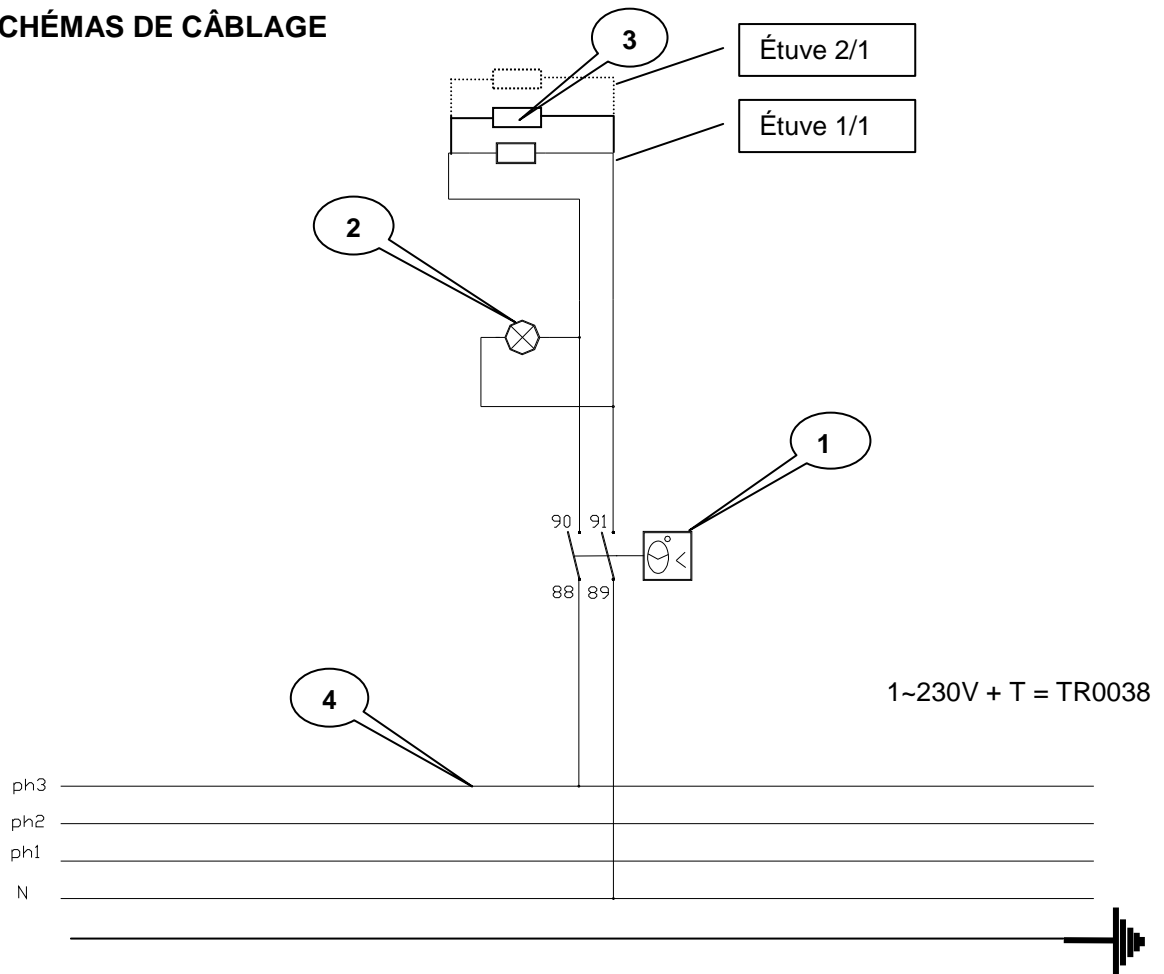 CHÉMAS DE CÂBLAGE
3
Étuve 2/1
Étuve 1/1
2
1
90 91
88 89
4
1~230V + T = TR0038
ph3
ph2
ph1
N